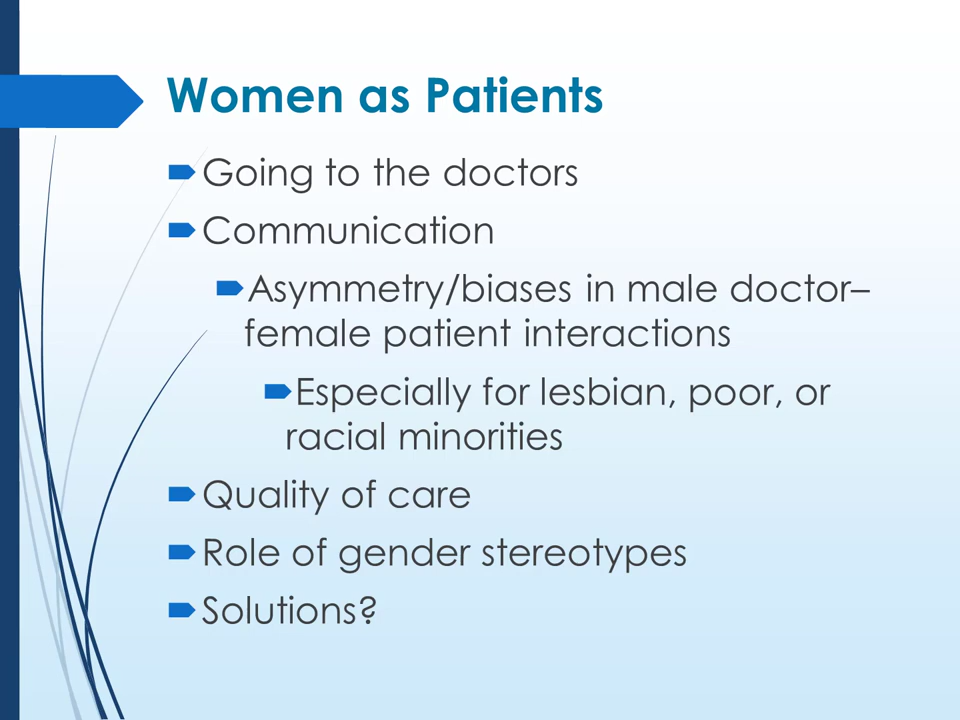 Women as Patients
Going to the doctors
Communication
Asymmetry/biases in male doctor–
female patient interactions
Especially for lesbian, poor, or
racial minorities
Quality of care
Role of gender stereotypes
Solutions?